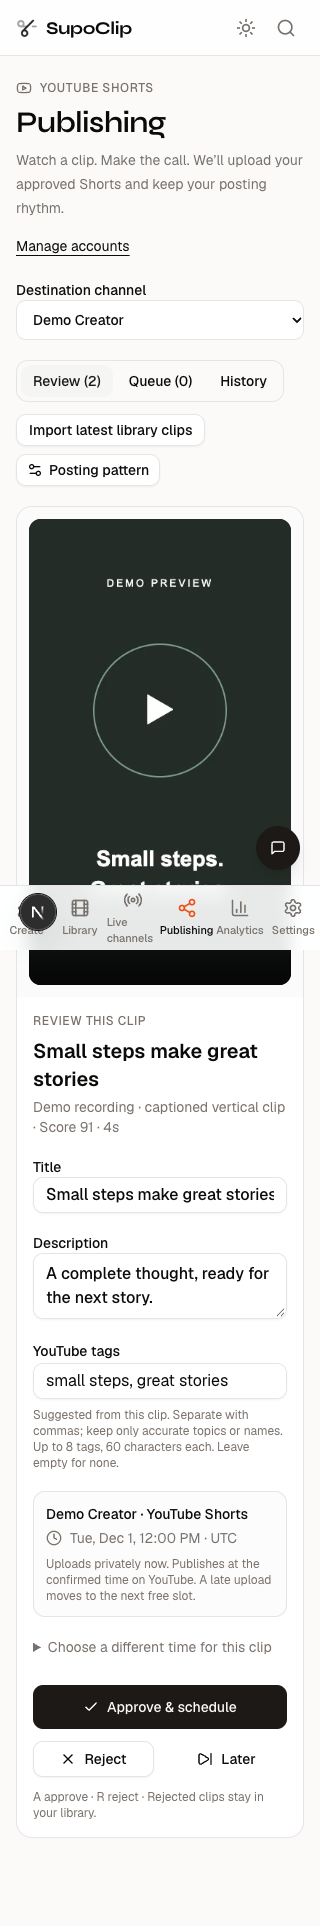 SupoClip
YOUTUBE SHORTS
Publishing
Watch a clip. Make the call. We'll upload your
approved Shorts and keep your posting
rhythm.
Manage accounts
Destination channel
Demo Creator
Review (2) Queue (0) History
Import latest library clips
Posting pattern
DEMO PREVIEW
Small steps.
Create Library Live channels Publishing Analytics Settings
N
REVIEW THIS CLIP
Small steps make great
stories
Demo recording · captioned vertical clip
· Score 91 · 4s
Title
Small steps make great stories
Description
A complete thought, ready for
the next story.
YouTube tags
small steps, great stories
Suggested from this clip. Separate with
commas; keep only accurate topics or names.
Up to 8 tags, 60 characters each. Leave
empty for none.
Demo Creator · YouTube Shorts
Tue, Dec 1, 12:00 PM · UTC
Uploads privately now. Publishes at the
confirmed time on YouTube. A late upload
moves to the next free slot.
Choose a different time for this clip
Approve & schedule
Reject Later
A approve · R reject · Rejected clips stay in
your library.